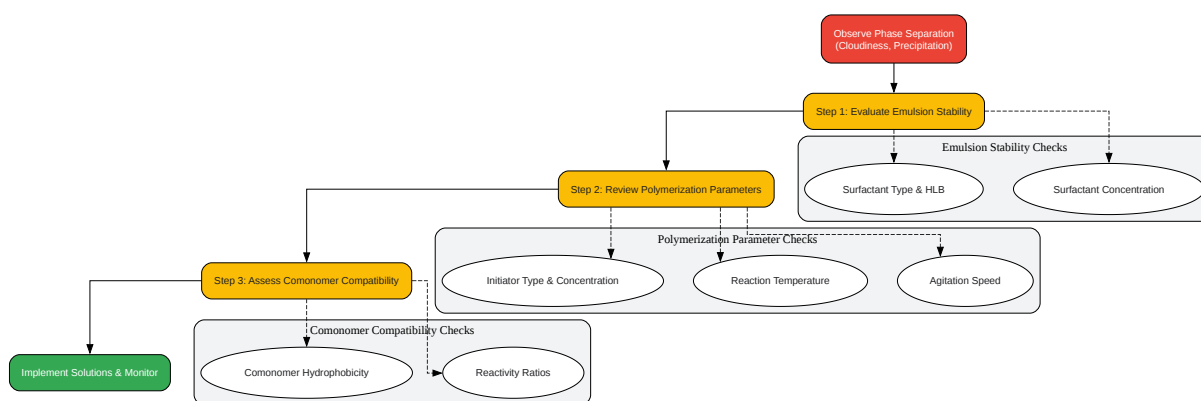 Observe Phase Separation
(Cloudiness, Precipitation)
Step 1: Evaluate Emulsion Stability
Emulsion Stability Checks
Surfactant Type & HLB
Surfactant Concentration
Step 2: Review Polymerization Parameters
Polymerization Parameter Checks
Initiator Type & Concentration
Reaction Temperature
Agitation Speed
Step 3: Assess Comonomer Compatibility
Comonomer Compatibility Checks
Comonomer Hydrophobicity
Reactivity Ratios
Implement Solutions & Monitor